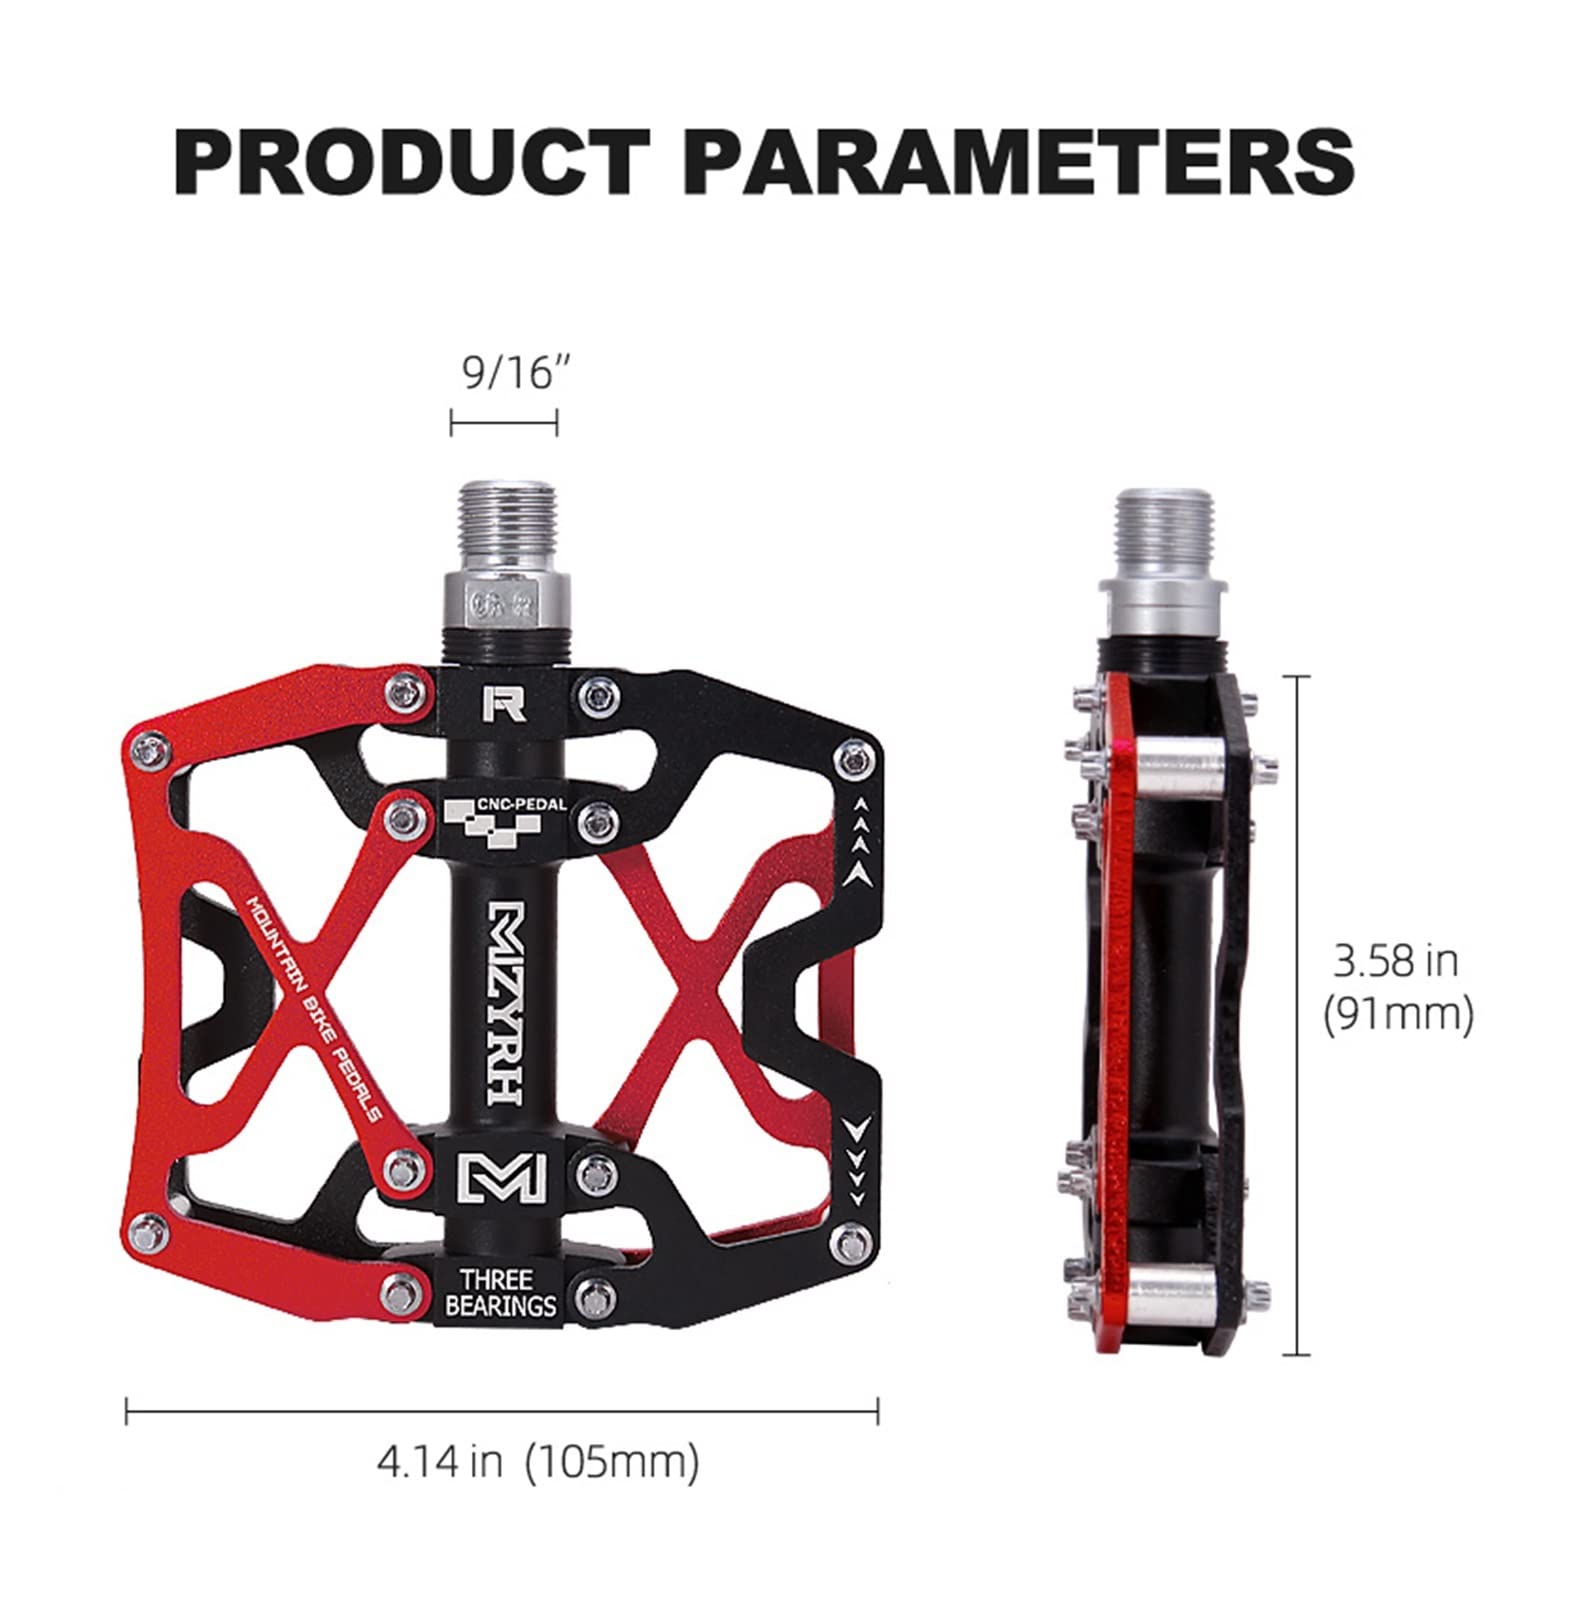 PRODUCT PARAMETERS
9/16"
R
CNC-PEDAL
MZYRH
MOUNTAIN BIKE PEDALS
M
THREE
BEARINGS
3.58 in
(91mm)
4.14 in (105mm)